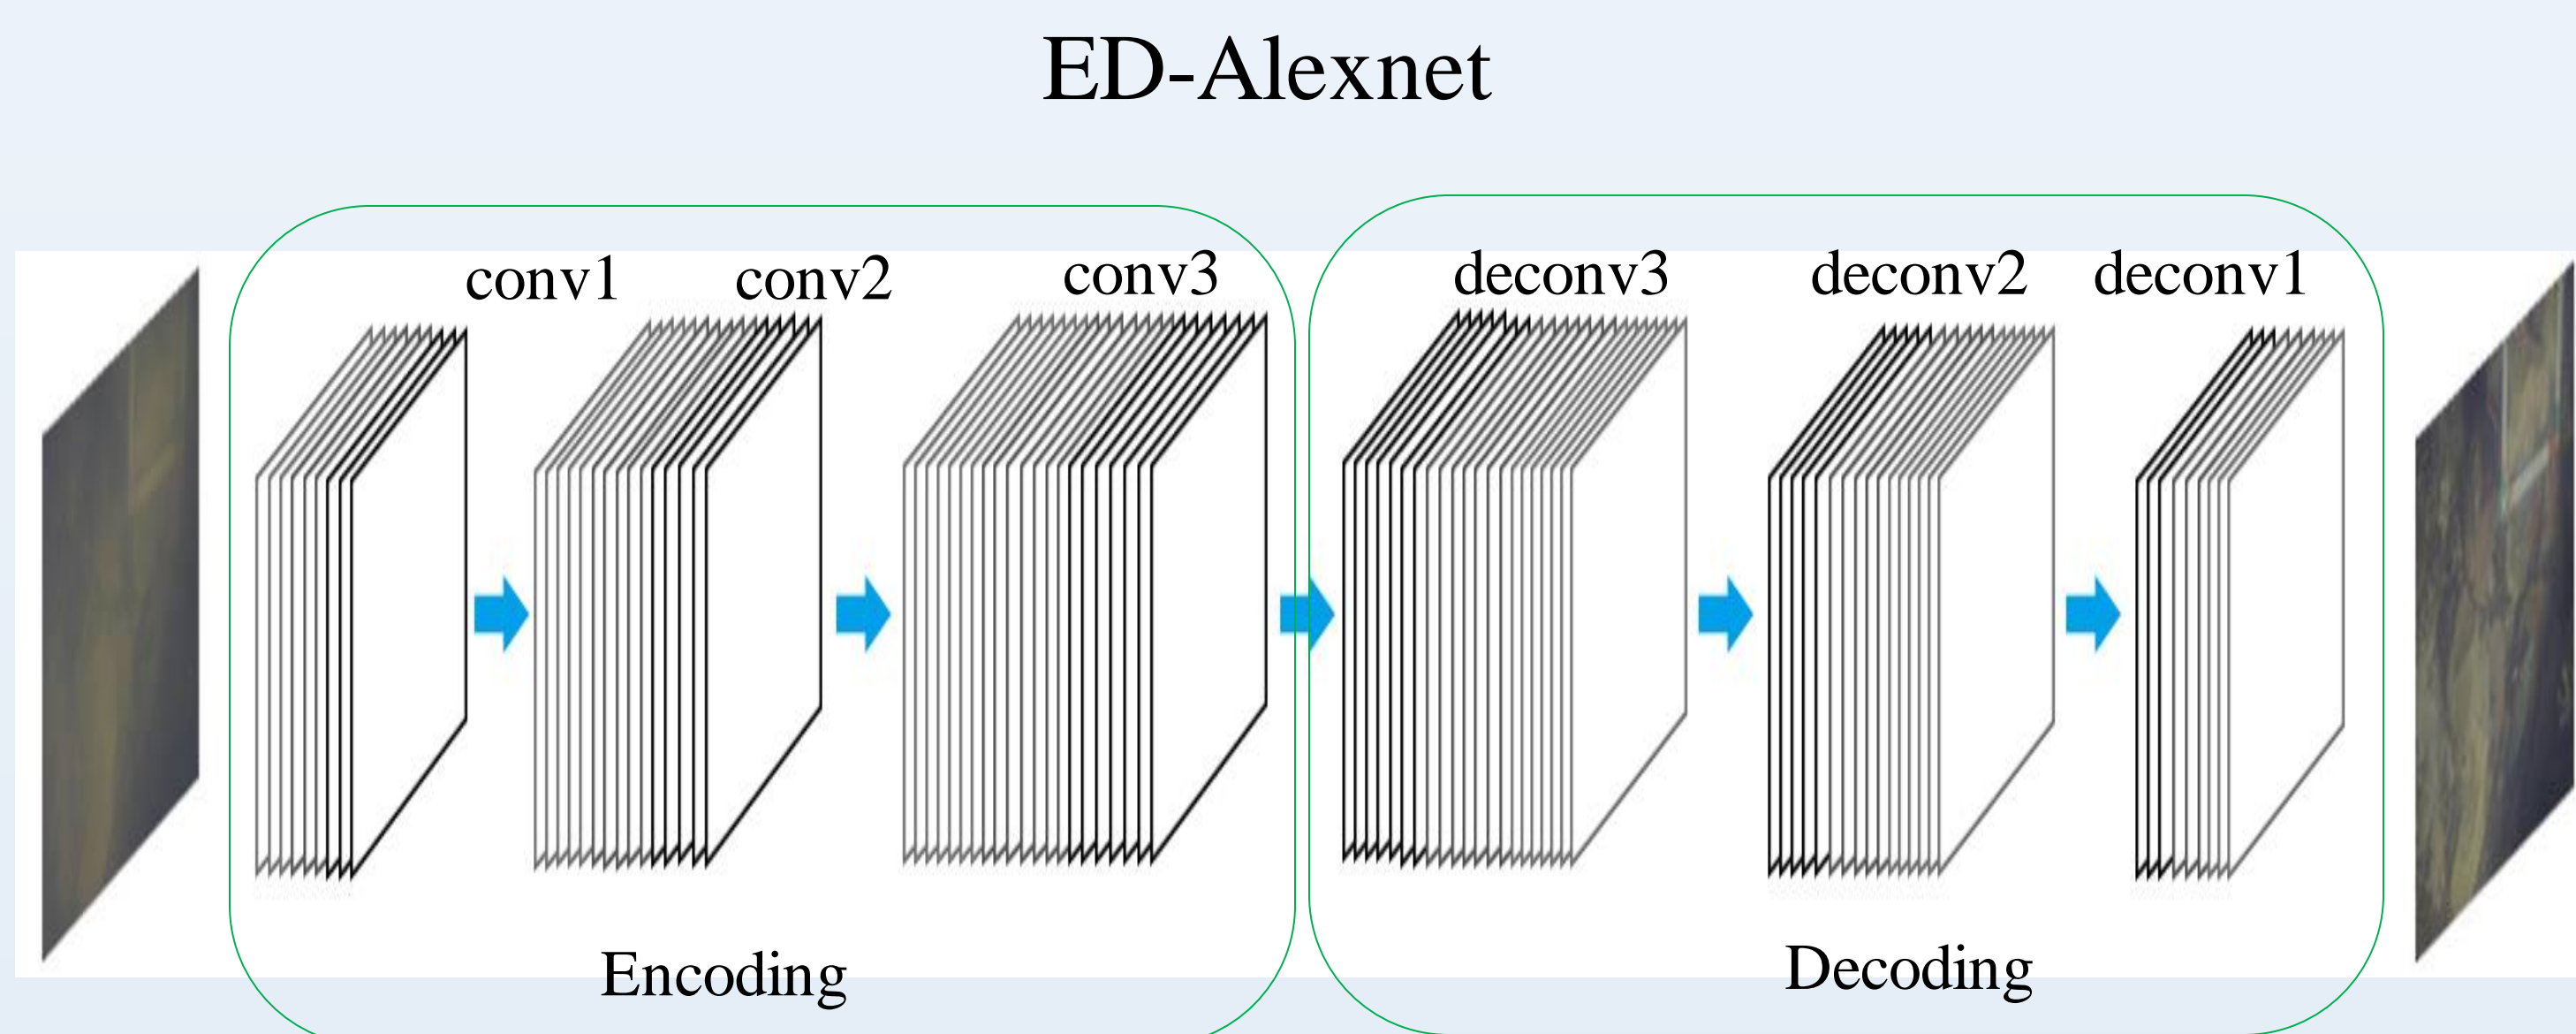 ED-Alexnet
conv1
conv2
conv3
deconv3
deconv2
deconv1
Encoding
Decoding